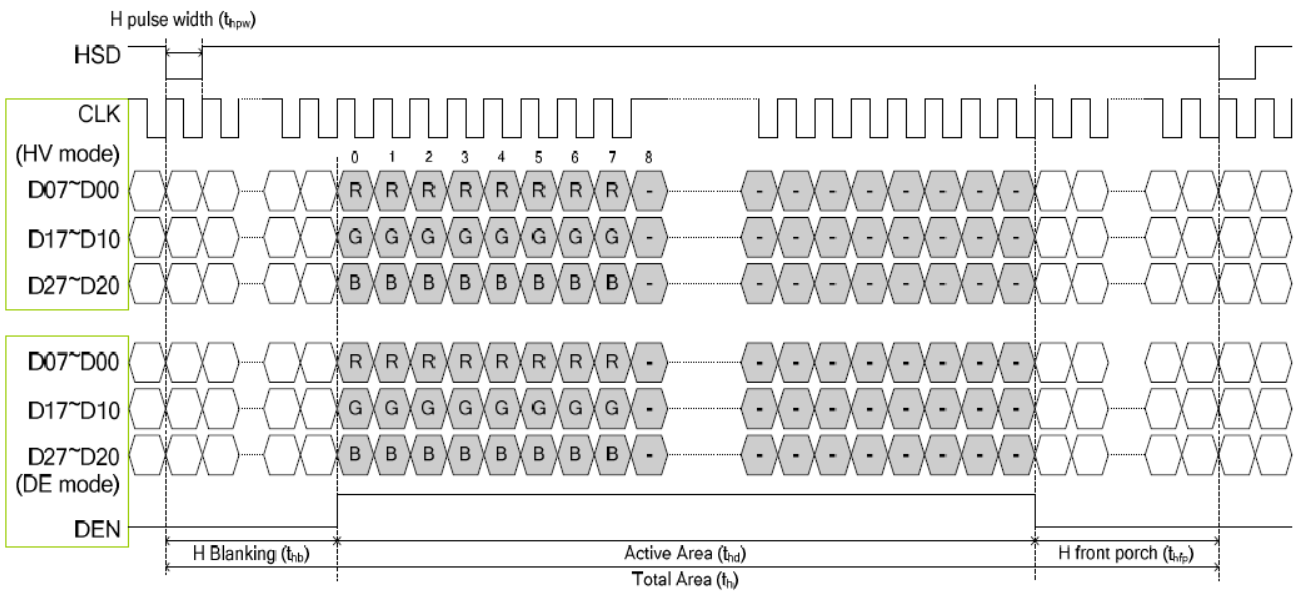 H pulse width (thpw)
HSD
CLK
(HV mode)
0 1 2 3 4 5 6 7 8
D07~D00 R R R R R R R R - - - - - - - - -
D17~D10 G G G G G G G G - - - - - - - - -
D27~D20 B B B B B B B B - - - - - - - - -
D07~D00 R R R R R R R R - - - - - - - - -
D17~D10 G G G G G G G G - - - - - - - - -
D27~D20 B B B B B B B B - - - - - - - - -
(DE mode)
DEN
H Blanking (thb) Active Area (thd) H front porch (thfp)
Total Area (th)